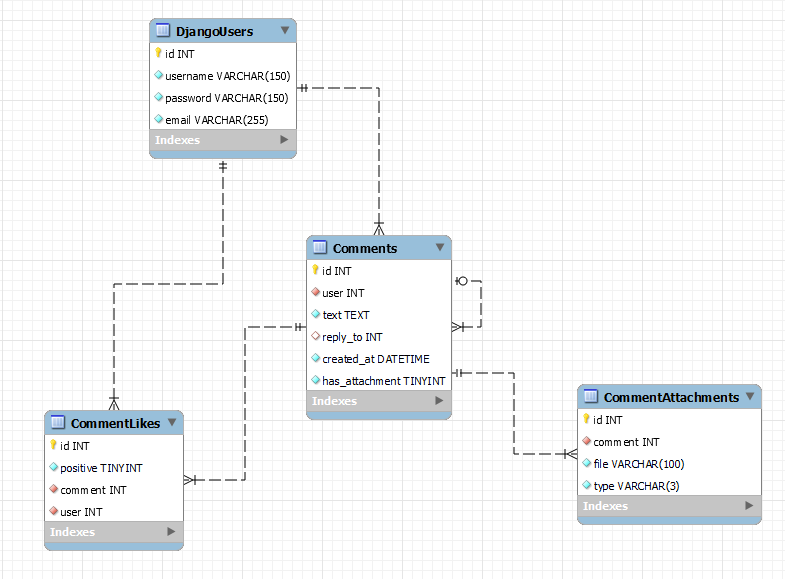 DjangoUsers
id INT
username VARCHAR(150)
password VARCHAR(150)
email VARCHAR(255)
Indexes
Comments
id INT
user INT
text TEXT
reply_to INT
created_at DATETIME
has_attachment TINYINT
Indexes
CommentLikes
id INT
positive TINYINT
comment INT
user INT
Indexes
CommentAttachments
id INT
comment INT
file VARCHAR(100)
type VARCHAR(3)
Indexes